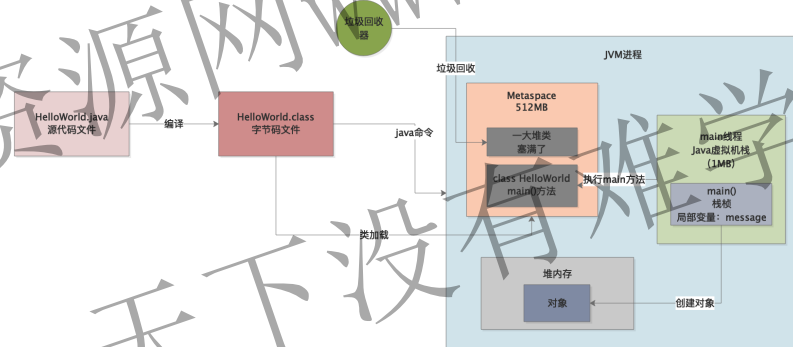 垃圾回收
器
JVM进程
垃圾回收
Metaspace
512MB
HelloWorld.java
源代码文件
编译
HelloWorld.class
字节码文件
java命令
一大堆类
塞满了
main线程
Java虚拟机栈
(1MB)
class HelloWorld
main()方法
执行main方法
main()
栈桢
局部变量：message
类加载
堆内存
对象
创建对象
资源网w
天下没有